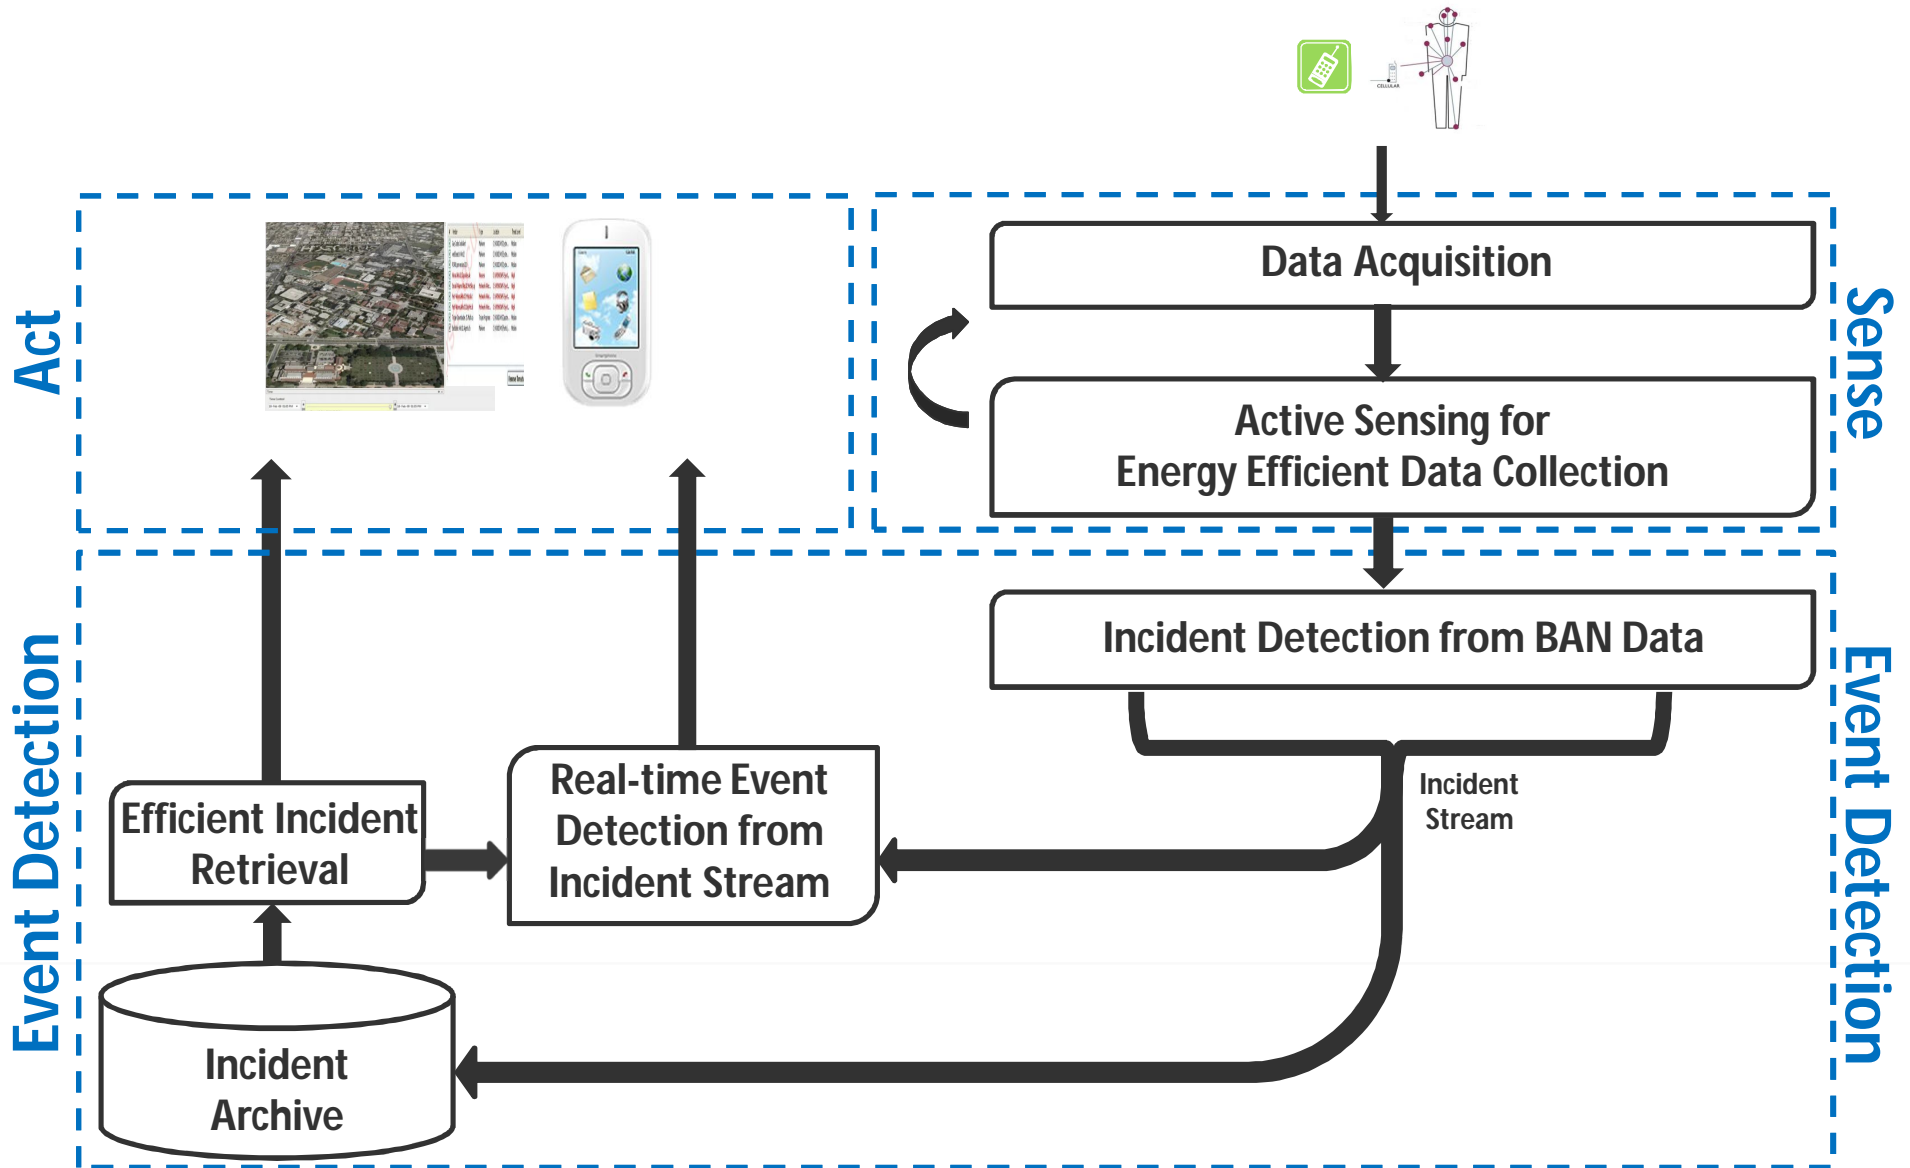 CELLULAR
Act
Sense
Data Acquisition
Active Sensing for
Energy Efficient Data Collection
Event Detection
Event Detection
Incident Detection from BAN Data
Incident
Stream
Real-time Event
Detection from
Incident Stream
Efficient Incident
Retrieval
Incident
Archive